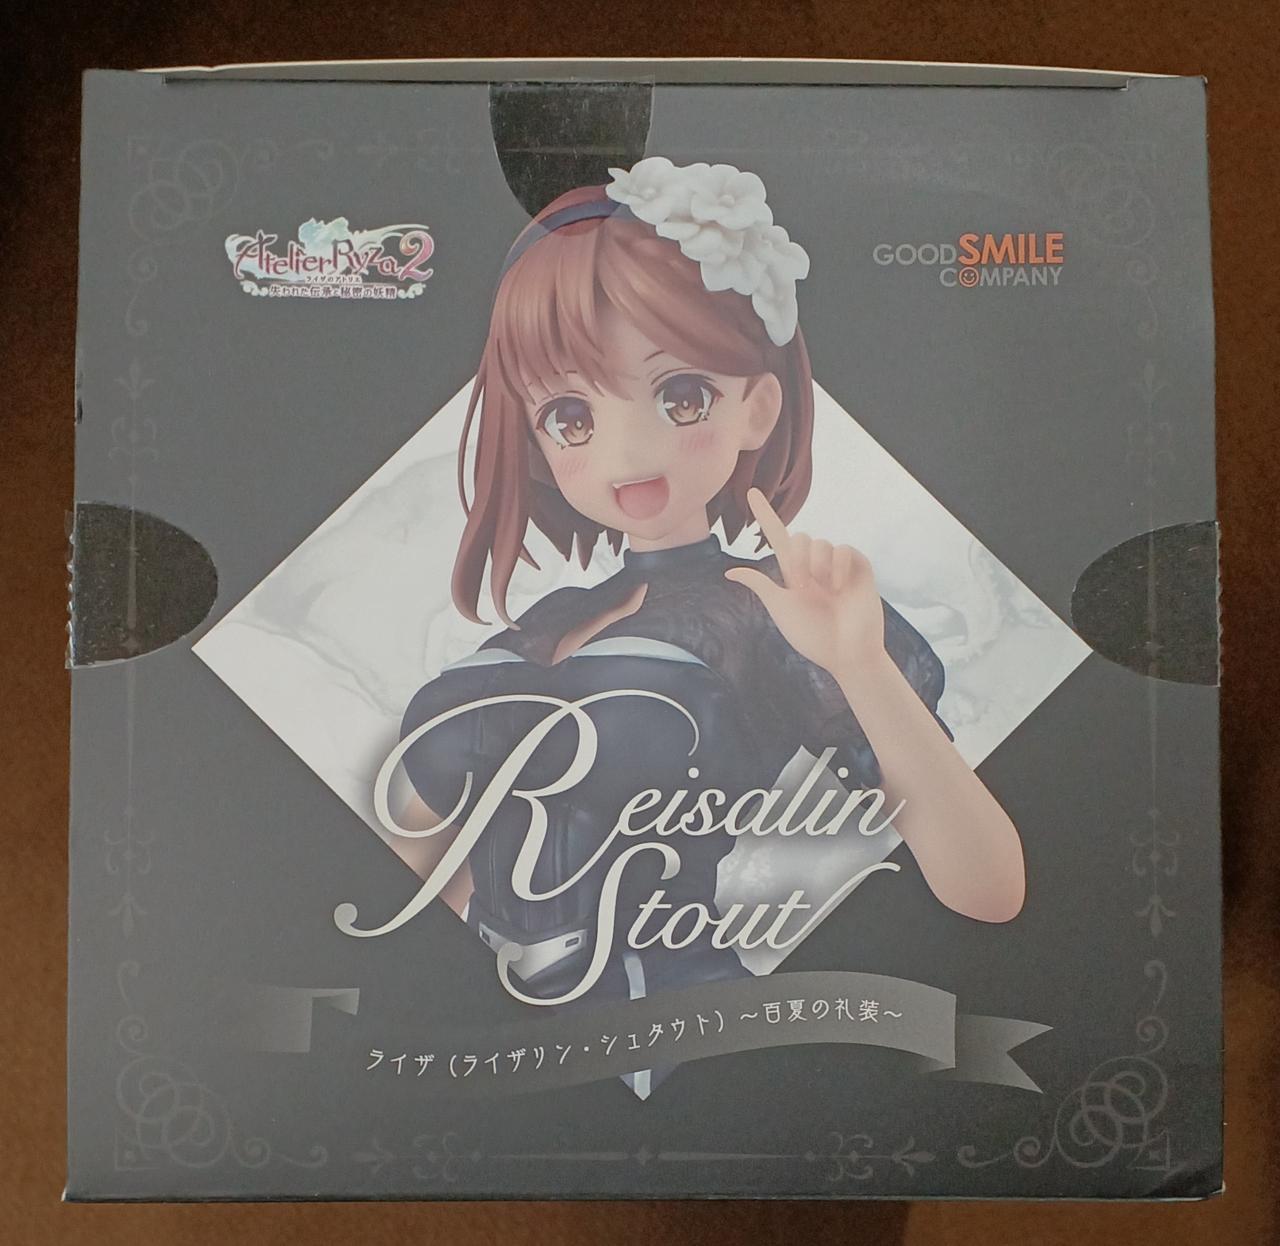 Atelier Ryza 2
ライザのアトリエ
失われた伝承と秘密の妖精
GOOD SMILE
COMPANY
Reisalin
Stout
ライザ (ライザリン・シュタウト) ～百夏の礼装～